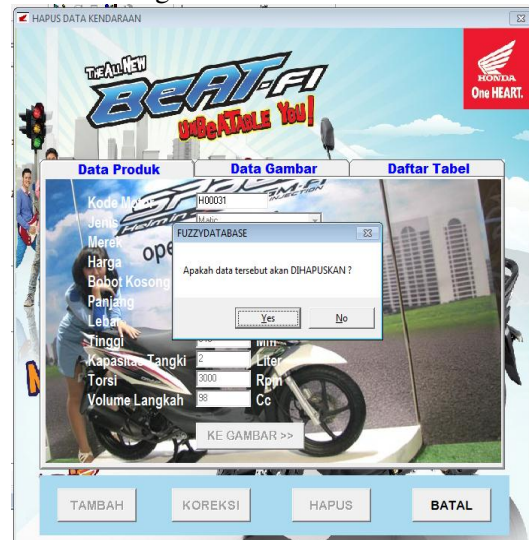 HAPUS DATA KENDARAAN
THE ALL NEW
BeAT-FI
UNBeATABLE You!
HONDA
One HEART.
Data Produk
Data Gambar
Daftar Tabel
Kode Motor H00031
Jenis Matic
Merek
Harga
Bobot Kosong
Panjang
Lebar
Tinggi Mm
Kapasitas Tangki 2 Liter
Torsi 3000 Rpm
Volume Langkah 98 Cc
FUZZYDATABASE
Apakah data tersebut akan DIHAPUSKAN ?
Yes
No
KE GAMBAR >>
TAMBAH
KOREKSI
HAPUS
BATAL